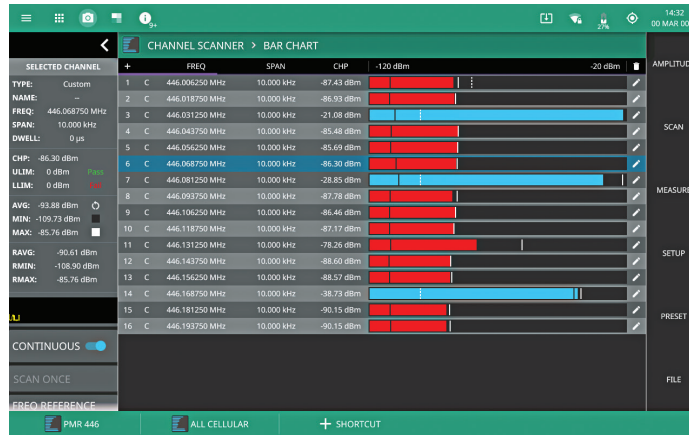 9+
27%
14:32
00 MAR 00
CHANNEL SCANNER > BAR CHART
SELECTED CHANNEL
TYPE: Custom
NAME: --
FREQ: 446.068750 MHz
SPAN: 10.000 kHz
DWELL: 0 µs
CHP: -86.30 dBm
ULIM: 0 dBm Pass
LLIM: 0 dBm Fail
AVG: -93.88 dBm
MIN: -109.73 dBm
MAX: -85.76 dBm
RAVG: -90.61 dBm
RMIN: -108.90 dBm
RMAX: -85.76 dBm
CONTINUOUS
SCAN ONCE
FREQ REFERENCE
+ FREQ SPAN CHP -120 dBm -20 dBm
1 C 446.006250 MHz 10.000 kHz -87.43 dBm
2 C 446.018750 MHz 10.000 kHz -86.93 dBm
3 C 446.031250 MHz 10.000 kHz -21.08 dBm
4 C 446.043750 MHz 10.000 kHz -85.48 dBm
5 C 446.056250 MHz 10.000 kHz -85.69 dBm
6 C 446.068750 MHz 10.000 kHz -86.30 dBm
7 C 446.081250 MHz 10.000 kHz -28.85 dBm
8 C 446.093750 MHz 10.000 kHz -87.78 dBm
9 C 446.106250 MHz 10.000 kHz -86.46 dBm
10 C 446.118750 MHz 10.000 kHz -87.17 dBm
11 C 446.131250 MHz 10.000 kHz -78.26 dBm
12 C 446.143750 MHz 10.000 kHz -88.60 dBm
13 C 446.156250 MHz 10.000 kHz -88.57 dBm
14 C 446.168750 MHz 10.000 kHz -38.73 dBm
15 C 446.181250 MHz 10.000 kHz -90.15 dBm
16 C 446.193750 MHz 10.000 kHz -90.15 dBm
AMPLITUD
SCAN
MEASURE
SETUP
PRESET
FILE
PMR 446
ALL CELLULAR
+ SHORTCUT